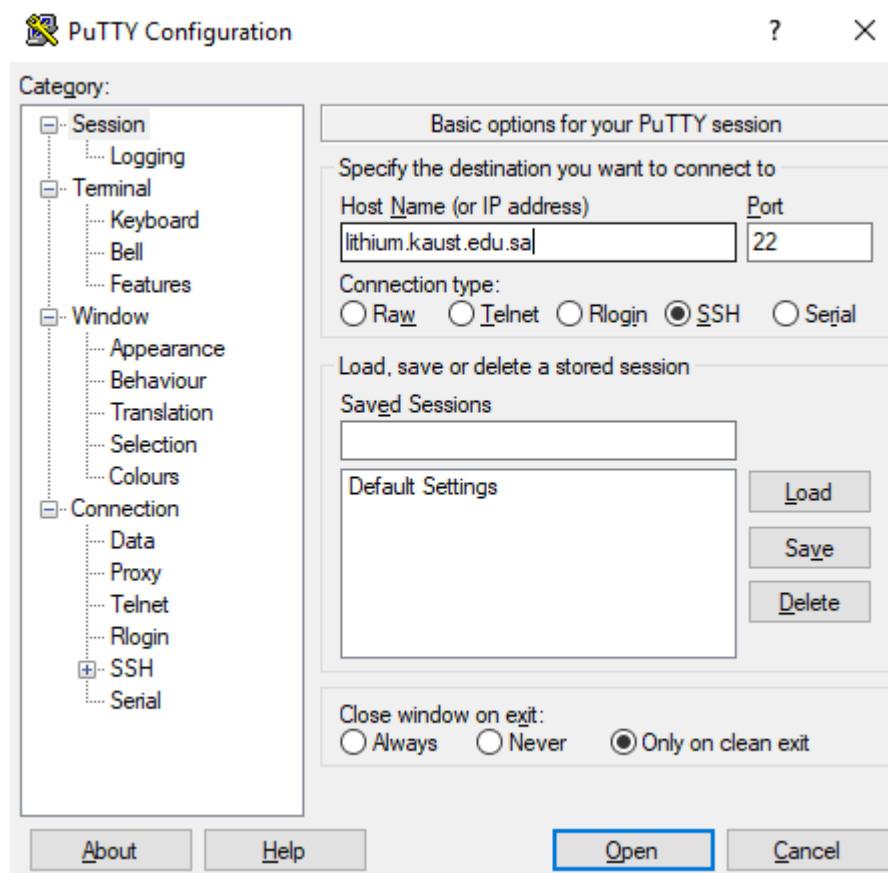 PuTTY Configuration
?
Category:
Session
Logging
Terminal
Keyboard
Bell
Features
Window
Appearance
Behaviour
Translation
Selection
Colours
Connection
Data
Proxy
Telnet
Rlogin
SSH
Serial
Basic options for your PuTTY session
Specify the destination you want to connect to
Host Name (or IP address) Port
lithium.kaust.edu.sa 22
Connection type:
Raw Telnet Rlogin SSH Serial
Load, save or delete a stored session
Saved Sessions
Default Settings
Load
Save
Delete
Close window on exit:
Always Never Only on clean exit
About Help Open Cancel